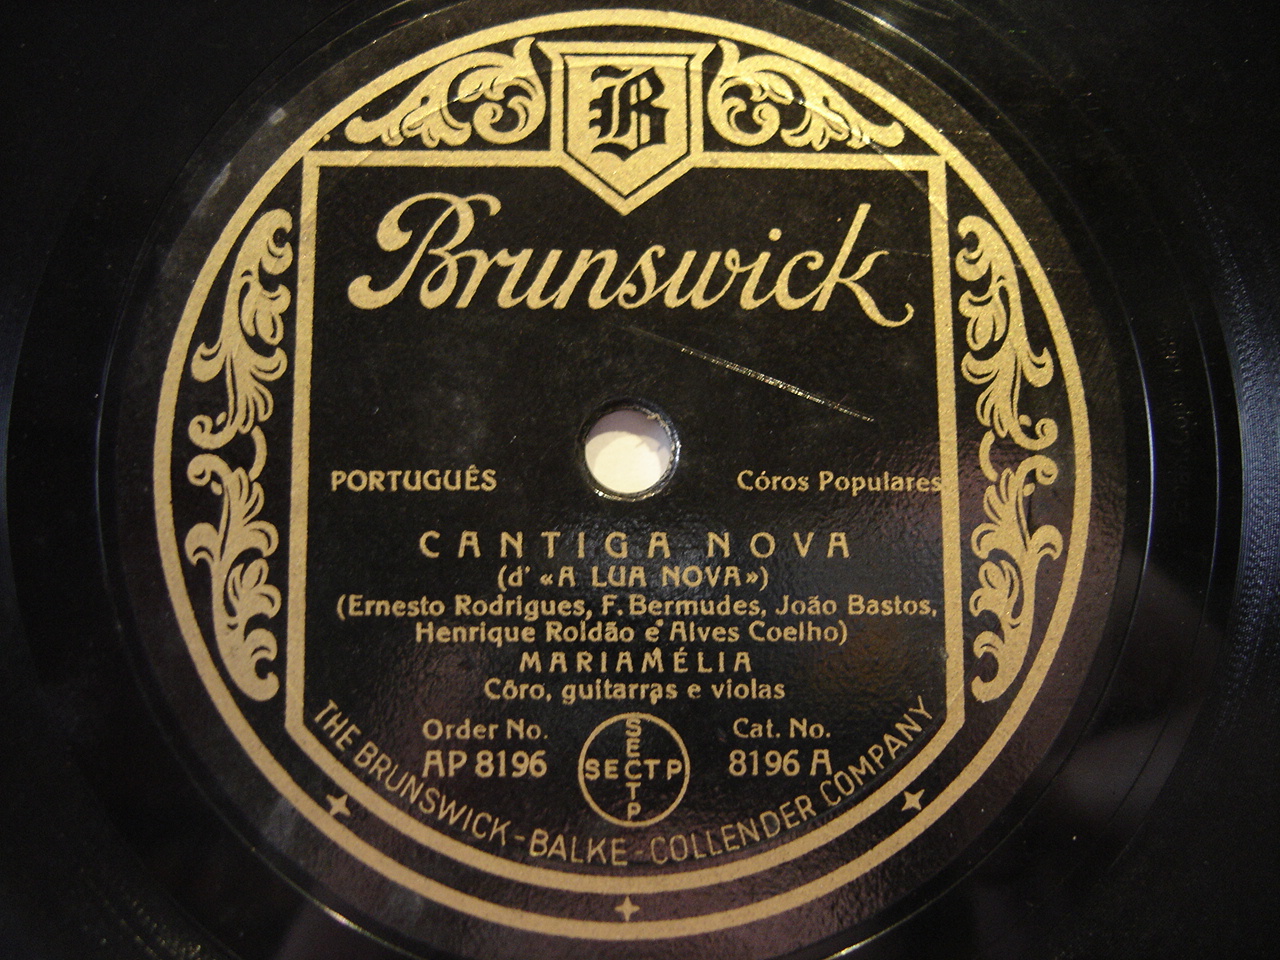 B
Brunswick
PORTUGUÊS
Córos Populares
CANTIGA NOVA
(d' «A LUA NOVA»)
(Ernesto Rodrigues, F. Bermudes, João Bastos,
Henrique Roldão e Alves Coelho)
MARIAMÉLIA
Côro, guitarras e violas
Order No.
AP 8196
SECTP
SECTP
Cat. No.
8196 A
THE BRUNSWICK-BALKE-COLLENDER COMPANY